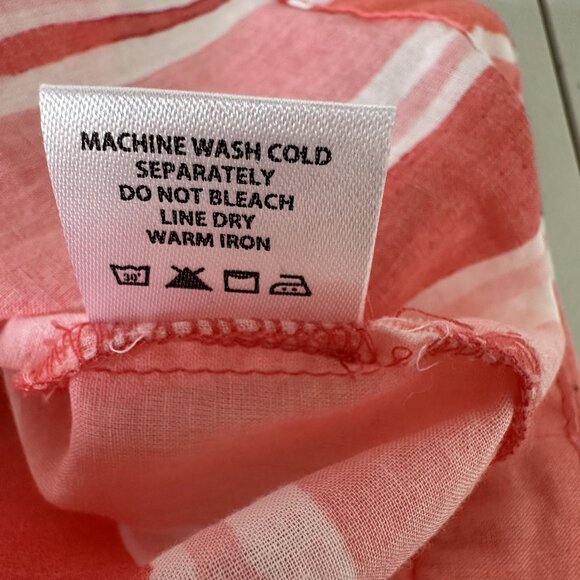 MACHINE WASH COLD
SEPARATELY
DO NOT BLEACH
LINE DRY
WARM IRON
30°